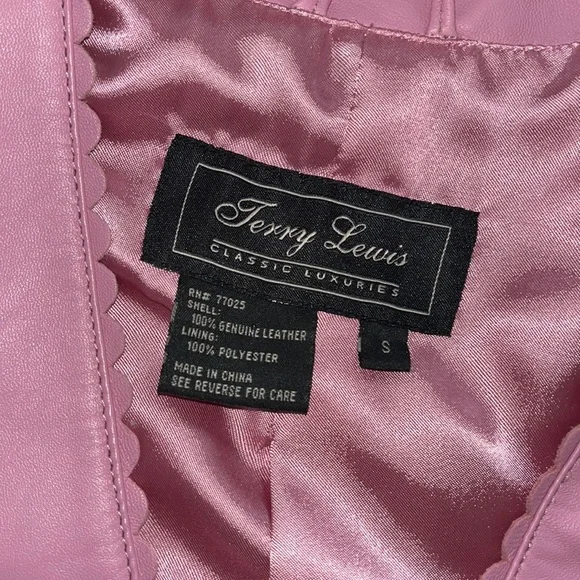 Terry Lewis
CLASSIC LUXURIES
RN# 77025
SHELL:
100% GENUINE LEATHER
LINING:
100% POLYESTER
MADE IN CHINA
SEE REVERSE FOR CARE
S